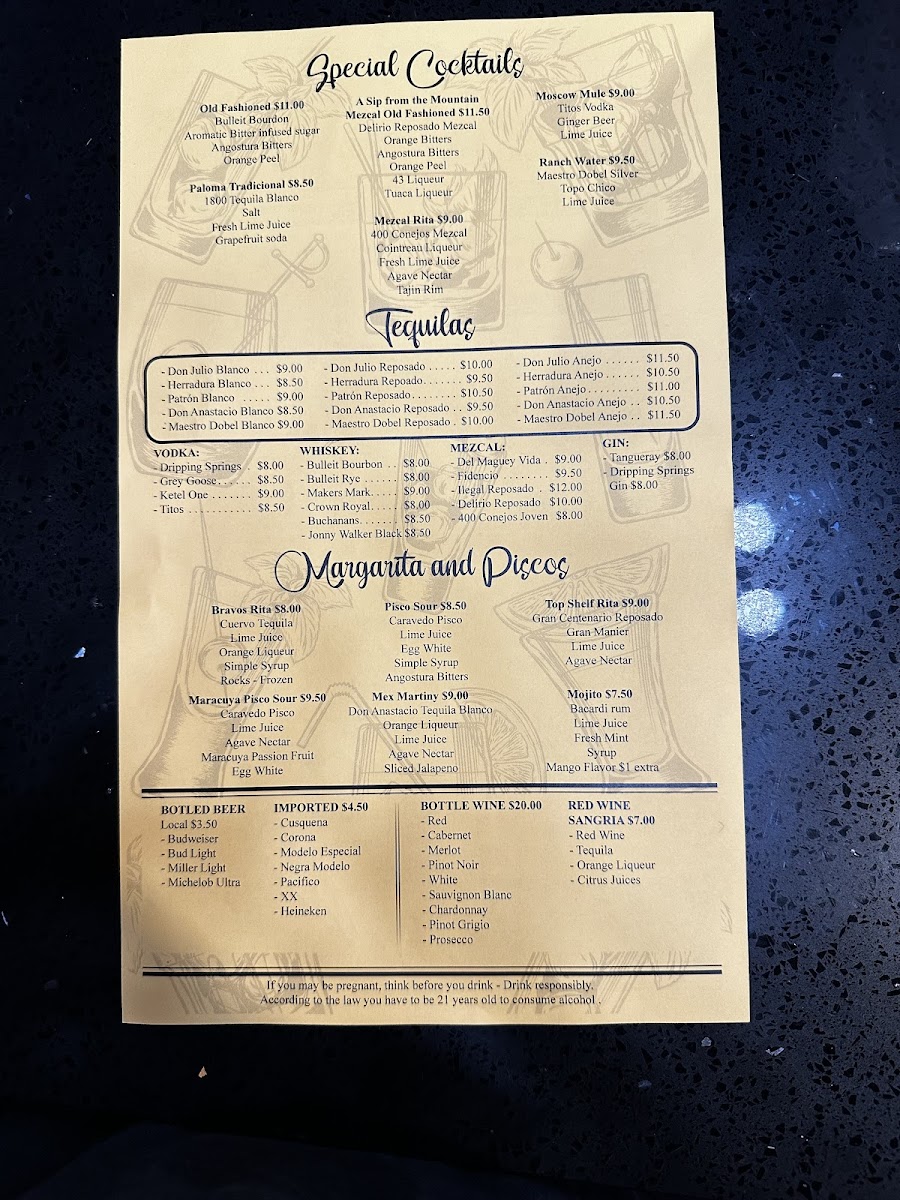 Special Cocktails
Old Fashioned $11.00
Bulleit Bourdon
Aromatic Bitter infused sugar
Angostura Bitters
Orange Peel
Paloma Tradicional $8.50
1800 Tequila Blanco
Salt
Fresh Lime Juice
Grapefruit soda
A Sip from the Mountain
Mezcal Old Fashioned $11.50
Delirio Reposado Mezcal
Orange Bitters
Angostura Bitters
Orange Peel
43 Liqueur
Tuaca Liqueur
Mezcal Rita $9.00
400 Conejos Mezcal
Cointreau Liqueur
Fresh Lime Juice
Agave Nectar
Tajin Rim
Moscow Mule $9.00
Titos Vodka
Ginger Beer
Lime Juice
Ranch Water $9.50
Maestro Dobel Silver
Topo Chico
Lime Juice
Tequilas
- Don Julio Blanco . . . $9.00
- Herradura Blanco . . . $8.50
- Patrón Blanco . . . . . $9.00
- Don Anastacio Blanco $8.50
- Maestro Dobel Blanco $9.00
- Don Julio Reposado . . . . . $10.00
- Herradura Repoado. . . . . . . $9.50
- Patrón Reposado. . . . . . . . $10.50
- Don Anastacio Reposado . . $9.50
- Maestro Dobel Reposado . $10.00
- Don Julio Anejo . . . . . . $11.50
- Herradura Anejo . . . . . . $10.50
- Patrón Anejo. . . . . . . . . $11.00
- Don Anastacio Anejo . . $10.50
- Maestro Dobel Anejo . . $11.50
VODKA:
- Dripping Springs . $8.00
- Grey Goose. . . . . . $8.50
- Ketel One . . . . . . . $9.00
- Titos . . . . . . . . . . . $8.50
WHISKEY:
- Bulleit Bourbon . . $8.00
- Bulleit Rye . . . . . . $8.00
- Makers Mark. . . . . $9.00
- Crown Royal. . . . . $8.00
- Buchanans. . . . . . . $8.50
- Jonny Walker Black $8.50
MEZCAL:
- Del Maguey Vida . $9.00
- Fidencio . . . . . . . . $9.50
- Ilegal Reposado . $12.00
- Delirio Reposado $10.00
- 400 Conejos Joven $8.00
GIN:
- Tangueray $8.00
- Dripping Springs
Gin $8.00
Margarita and Piscos
Bravos Rita $8.00
Cuervo Tequila
Lime Juice
Orange Liqueur
Simple Syrup
Rocks - Frozen
Maracuya Pisco Sour $9.50
Caravedo Pisco
Lime Juice
Agave Nectar
Maracuya Passion Fruit
Egg White
Pisco Sour $8.50
Caravedo Pisco
Lime Juice
Egg White
Simple Syrup
Angostura Bitters
Mex Martiny $9.00
Don Anastacio Tequila Blanco
Orange Liqueur
Lime Juice
Agave Nectar
Sliced Jalapeno
Top Shelf Rita $9.00
Gran Centenario Reposado
Gran Manier
Lime Juice
Agave Nectar
Mojito $7.50
Bacardi rum
Lime Juice
Fresh Mint
Syrup
Mango Flavor $1 extra
BOTLED BEER
Local $3.50
- Budweiser
- Bud Light
- Miller Light
- Michelob Ultra
IMPORTED $4.50
- Cusquena
- Corona
- Modelo Especial
- Negra Modelo
- Pacifico
- XX
- Heineken
BOTTLE WINE $20.00
- Red
- Cabernet
- Merlot
- Pinot Noir
- White
- Sauvignon Blanc
- Chardonnay
- Pinot Grigio
- Prosecco
RED WINE
SANGRIA $7.00
- Red Wine
- Tequila
- Orange Liqueur
- Citrus Juices
If you may be pregnant, think before you drink - Drink responsibly.
According to the law you have to be 21 years old to consume alcohol .